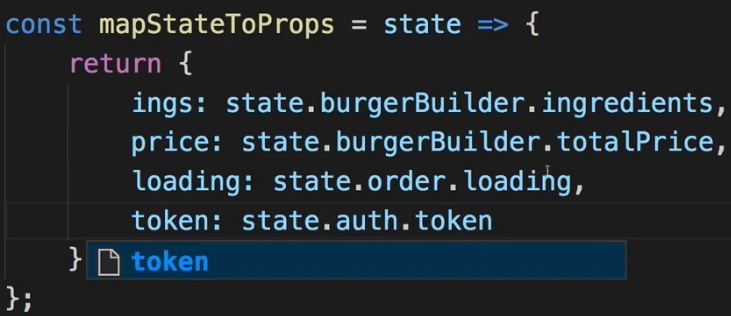 const mapStateToProps = state => {
    return {
        ings: state.burgerBuilder.ingredients,
        price: state.burgerBuilder.totalPrice,
        loading: state.order.loading,
        token: state.auth.token
    }
token
};